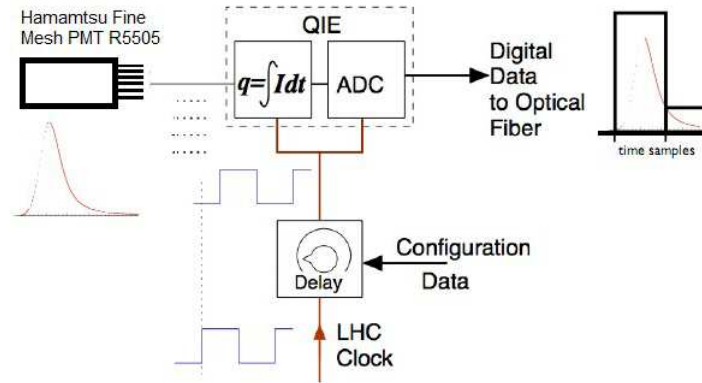 Hamamtsu Fine
Mesh PMT R5505
QIE
q=∫Idt
ADC
Digital
Data
to Optical
Fiber
time samples
Delay
Configuration
Data
LHC
Clock